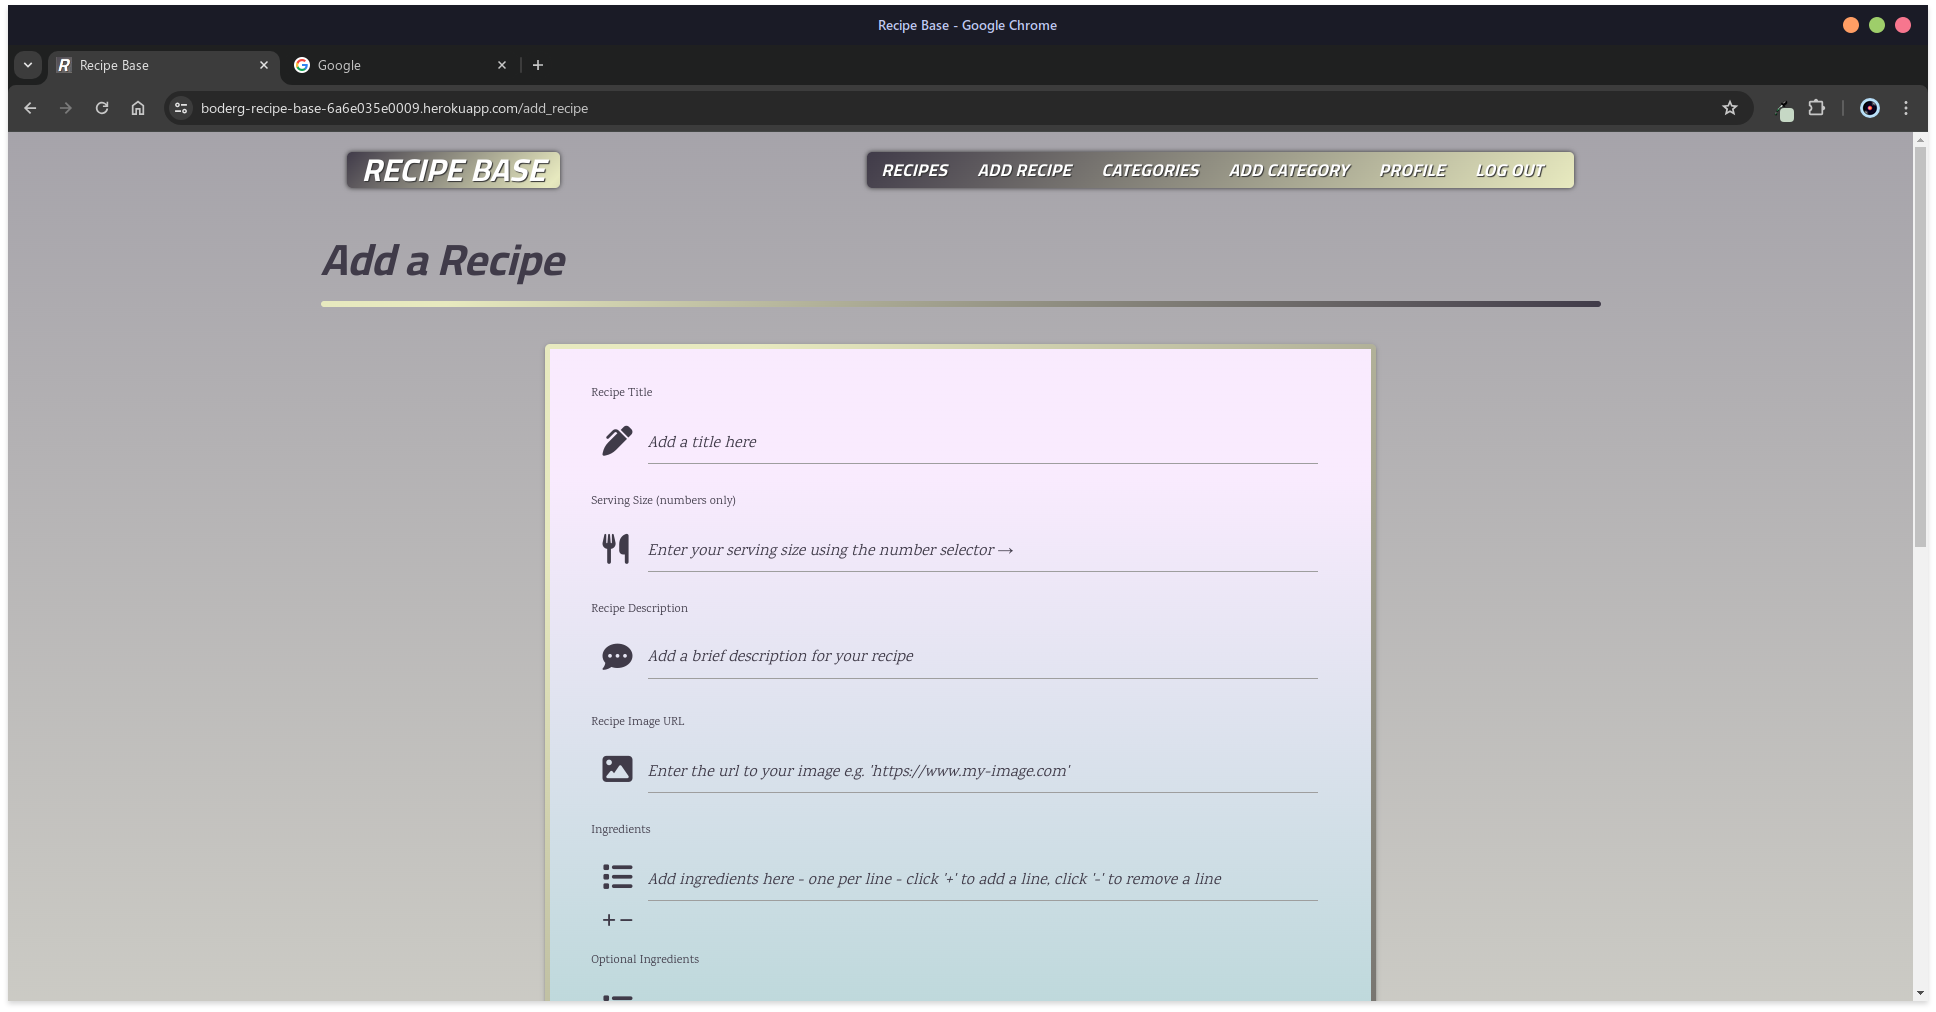 Recipe Base - Google Chrome
Recipe Base
Google
boderg-recipe-base-6a6e035e0009.herokuapp.com/add_recipe
RECIPE BASE
RECIPES ADD RECIPE CATEGORIES ADD CATEGORY PROFILE LOG OUT
Add a Recipe
Recipe Title
Add a title here
Serving Size (numbers only)
Enter your serving size using the number selector →
Recipe Description
Add a brief description for your recipe
Recipe Image URL
Enter the url to your image e.g. 'https://www.my-image.com'
Ingredients
Add ingredients here - one per line - click '+' to add a line, click '-' to remove a line
+ −
Optional Ingredients